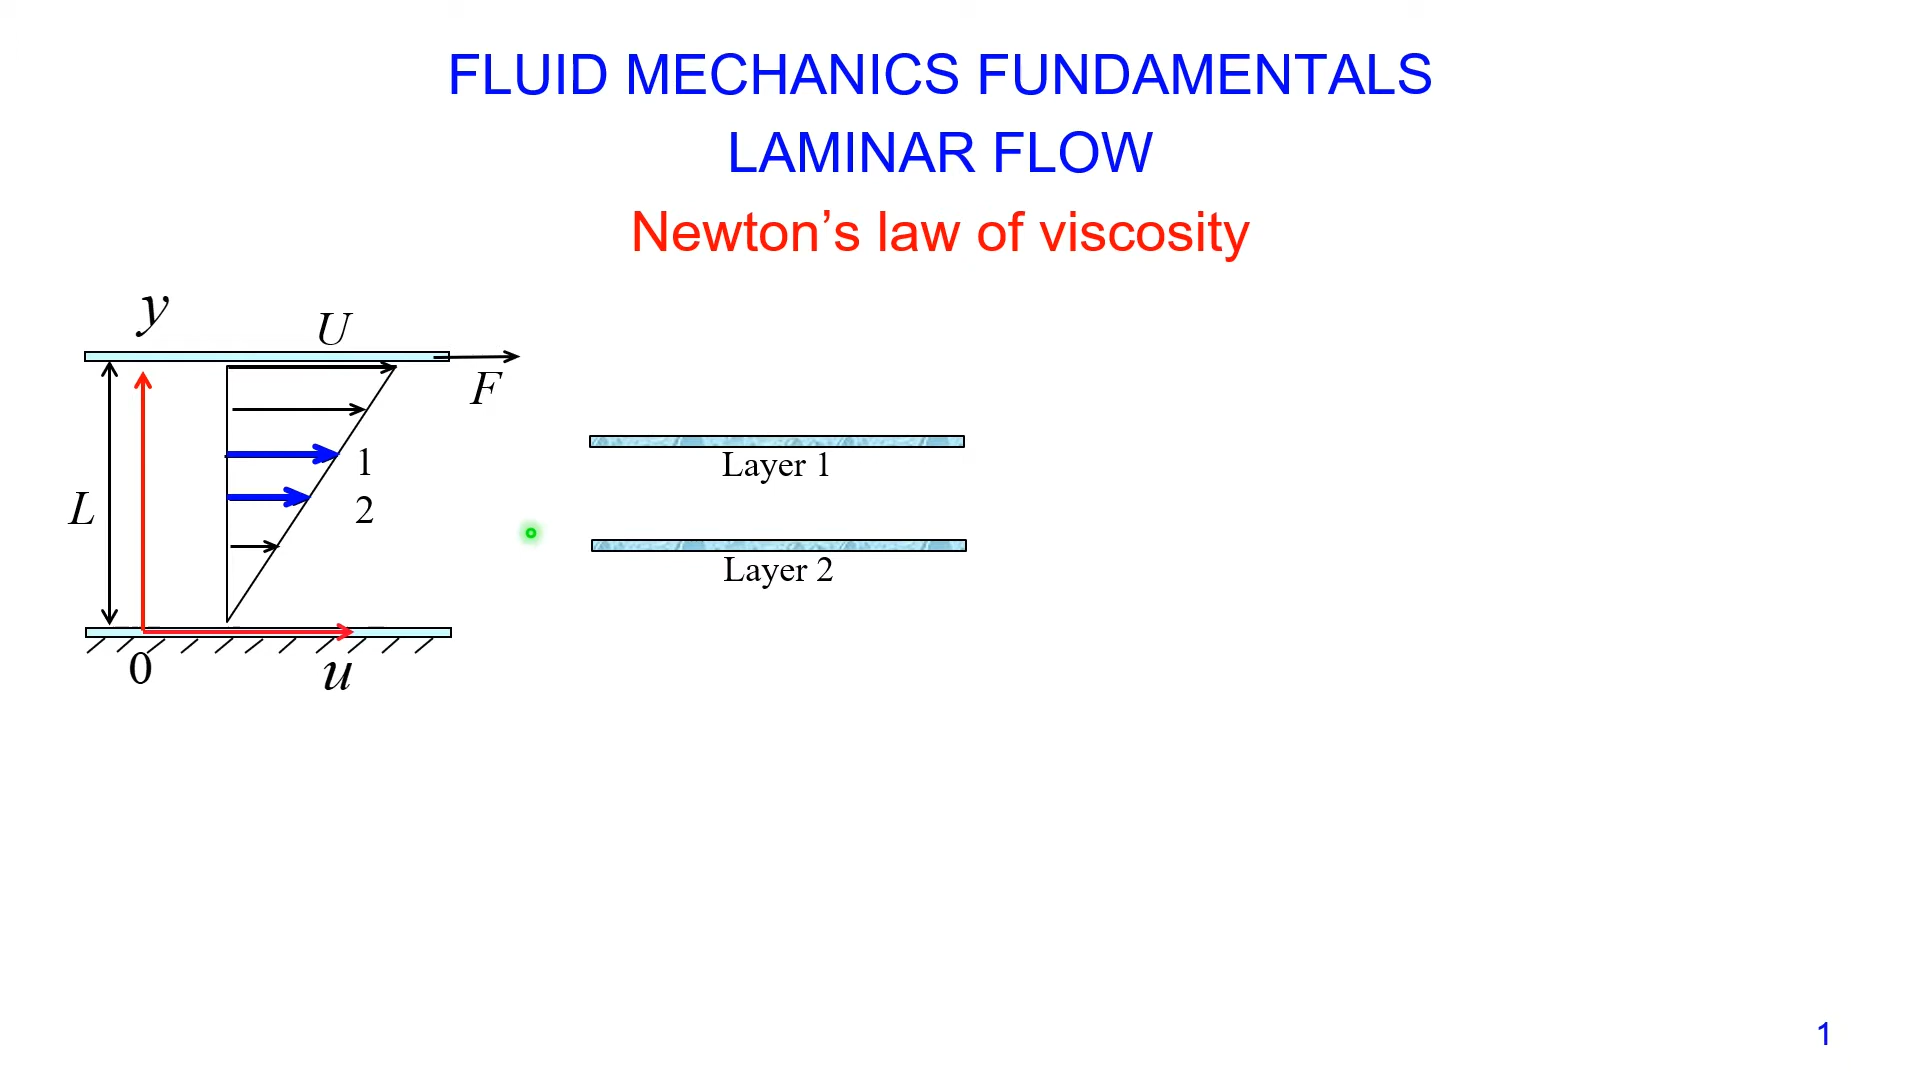 FLUID MECHANICS FUNDAMENTALS
LAMINAR FLOW
Newton’s law of viscosity
y
U
F
1
L
2
0
u
Layer 1
Layer 2
1